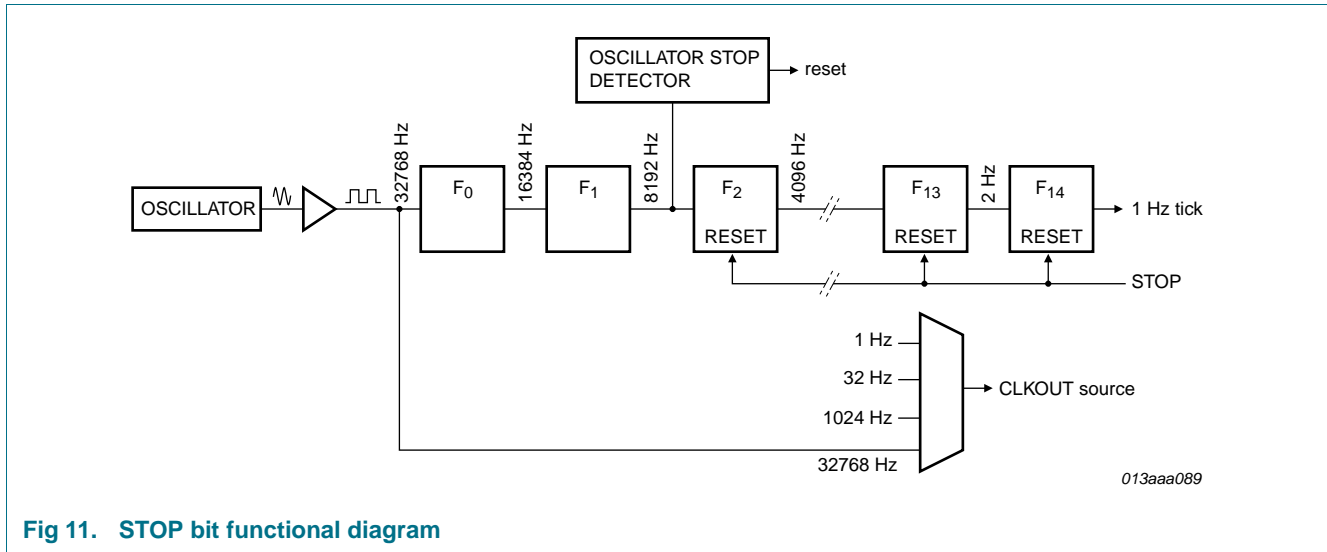 OSCILLATOR STOP
DETECTOR
reset
OSCILLATOR
32768 Hz
F0
16384 Hz
F1
8192 Hz
F2
RESET
4096 Hz
F13
RESET
2 Hz
F14
RESET
1 Hz tick
STOP
1 Hz
32 Hz
1024 Hz
32768 Hz
CLKOUT source
013aaa089
Fig 11. STOP bit functional diagram